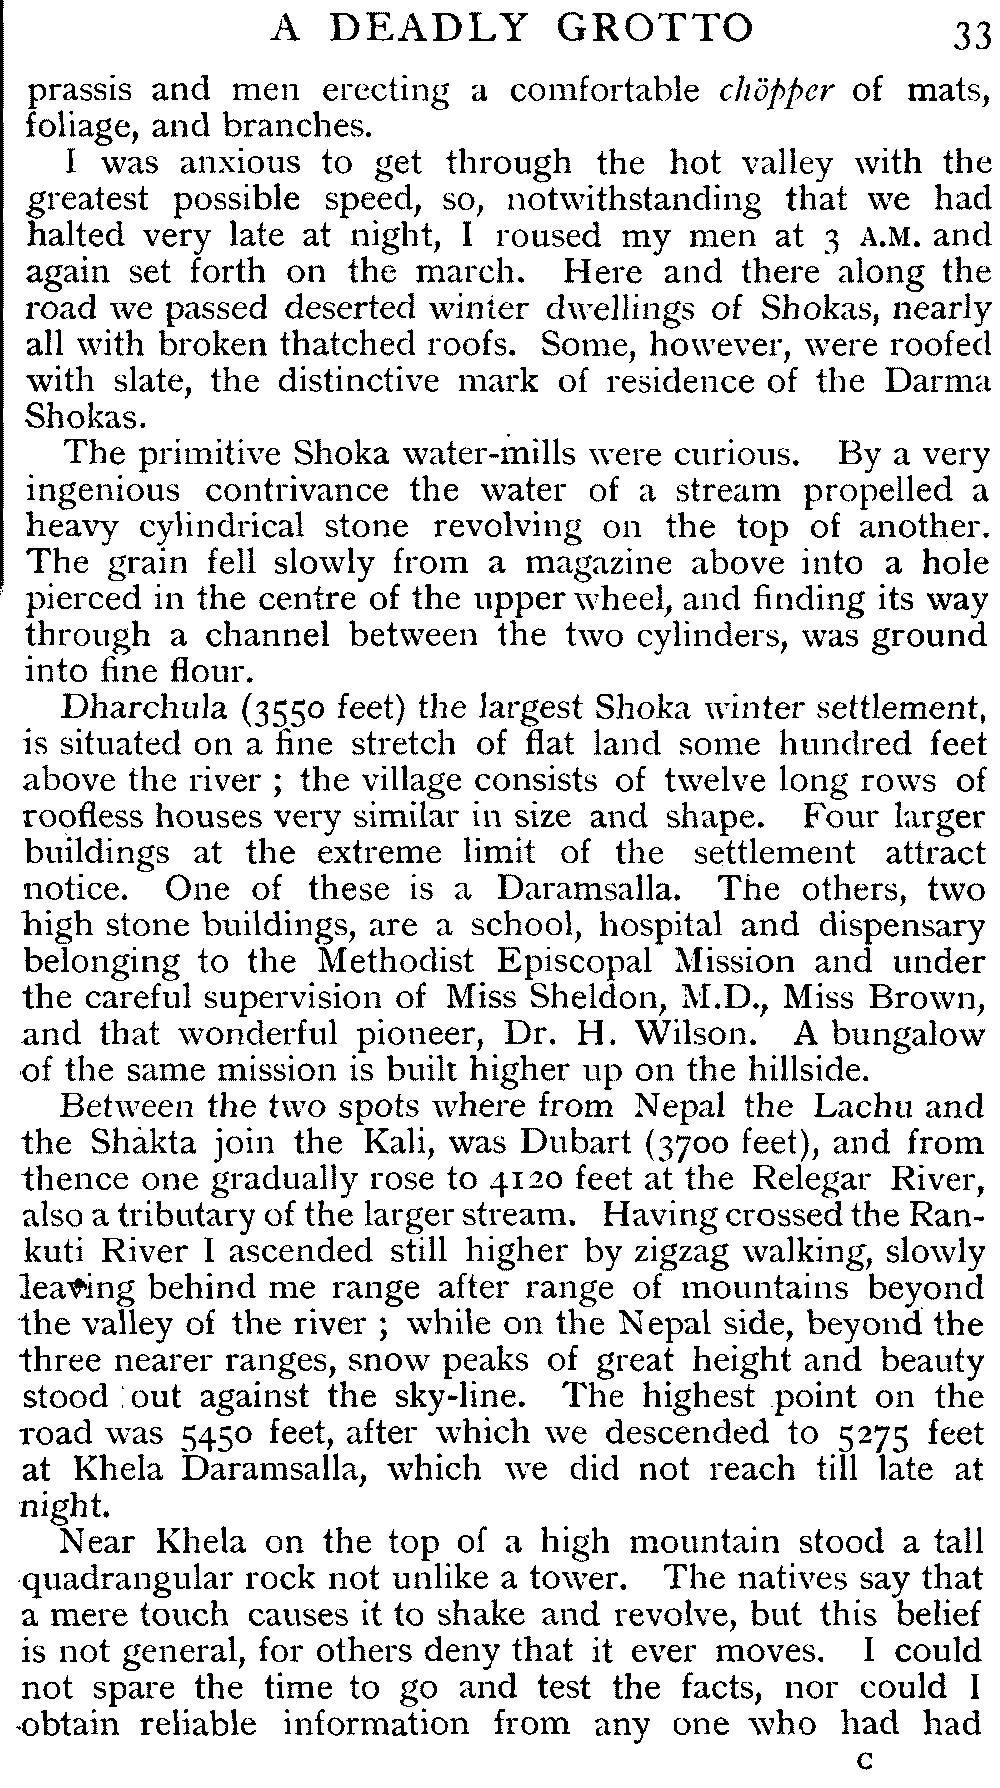 A DEADLY GROTTO 33
prassis and men erecting a comfortable chöpper of mats,
foliage, and branches.
I was anxious to get through the hot valley with the
greatest possible speed, so, notwithstanding that we had
halted very late at night, I roused my men at 3 A.M. and
again set forth on the march. Here and there along the
road we passed deserted winter dwellings of Shokas, nearly
all with broken thatched roofs. Some, however, were roofed
with slate, the distinctive mark of residence of the Darma
Shokas.
The primitive Shoka water-mills were curious. By a very
ingenious contrivance the water of a stream propelled a
heavy cylindrical stone revolving on the top of another.
The grain fell slowly from a magazine above into a hole
pierced in the centre of the upper wheel, and finding its way
through a channel between the two cylinders, was ground
into fine flour.
Dharchula (3550 feet) the largest Shoka winter settlement,
is situated on a fine stretch of flat land some hundred feet
above the river ; the village consists of twelve long rows of
roofless houses very similar in size and shape. Four larger
buildings at the extreme limit of the settlement attract
notice. One of these is a Daramsalla. The others, two
high stone buildings, are a school, hospital and dispensary
belonging to the Methodist Episcopal Mission and under
the careful supervision of Miss Sheldon, M.D., Miss Brown,
and that wonderful pioneer, Dr. H. Wilson. A bungalow
of the same mission is built higher up on the hillside.
Between the two spots where from Nepal the Lachu and
the Shakta join the Kali, was Dubart (3700 feet), and from
thence one gradually rose to 4120 feet at the Relegar River,
also a tributary of the larger stream. Having crossed the Ran-
kuti River I ascended still higher by zigzag walking, slowly
leaving behind me range after range of mountains beyond
the valley of the river ; while on the Nepal side, beyond the
three nearer ranges, snow peaks of great height and beauty
stood out against the sky-line. The highest point on the
road was 5450 feet, after which we descended to 5275 feet
at Khela Daramsalla, which we did not reach till late at
night.
Near Khela on the top of a high mountain stood a tall
quadrangular rock not unlike a tower. The natives say that
a mere touch causes it to shake and revolve, but this belief
is not general, for others deny that it ever moves. I could
not spare the time to go and test the facts, nor could I
obtain reliable information from any one who had had
C